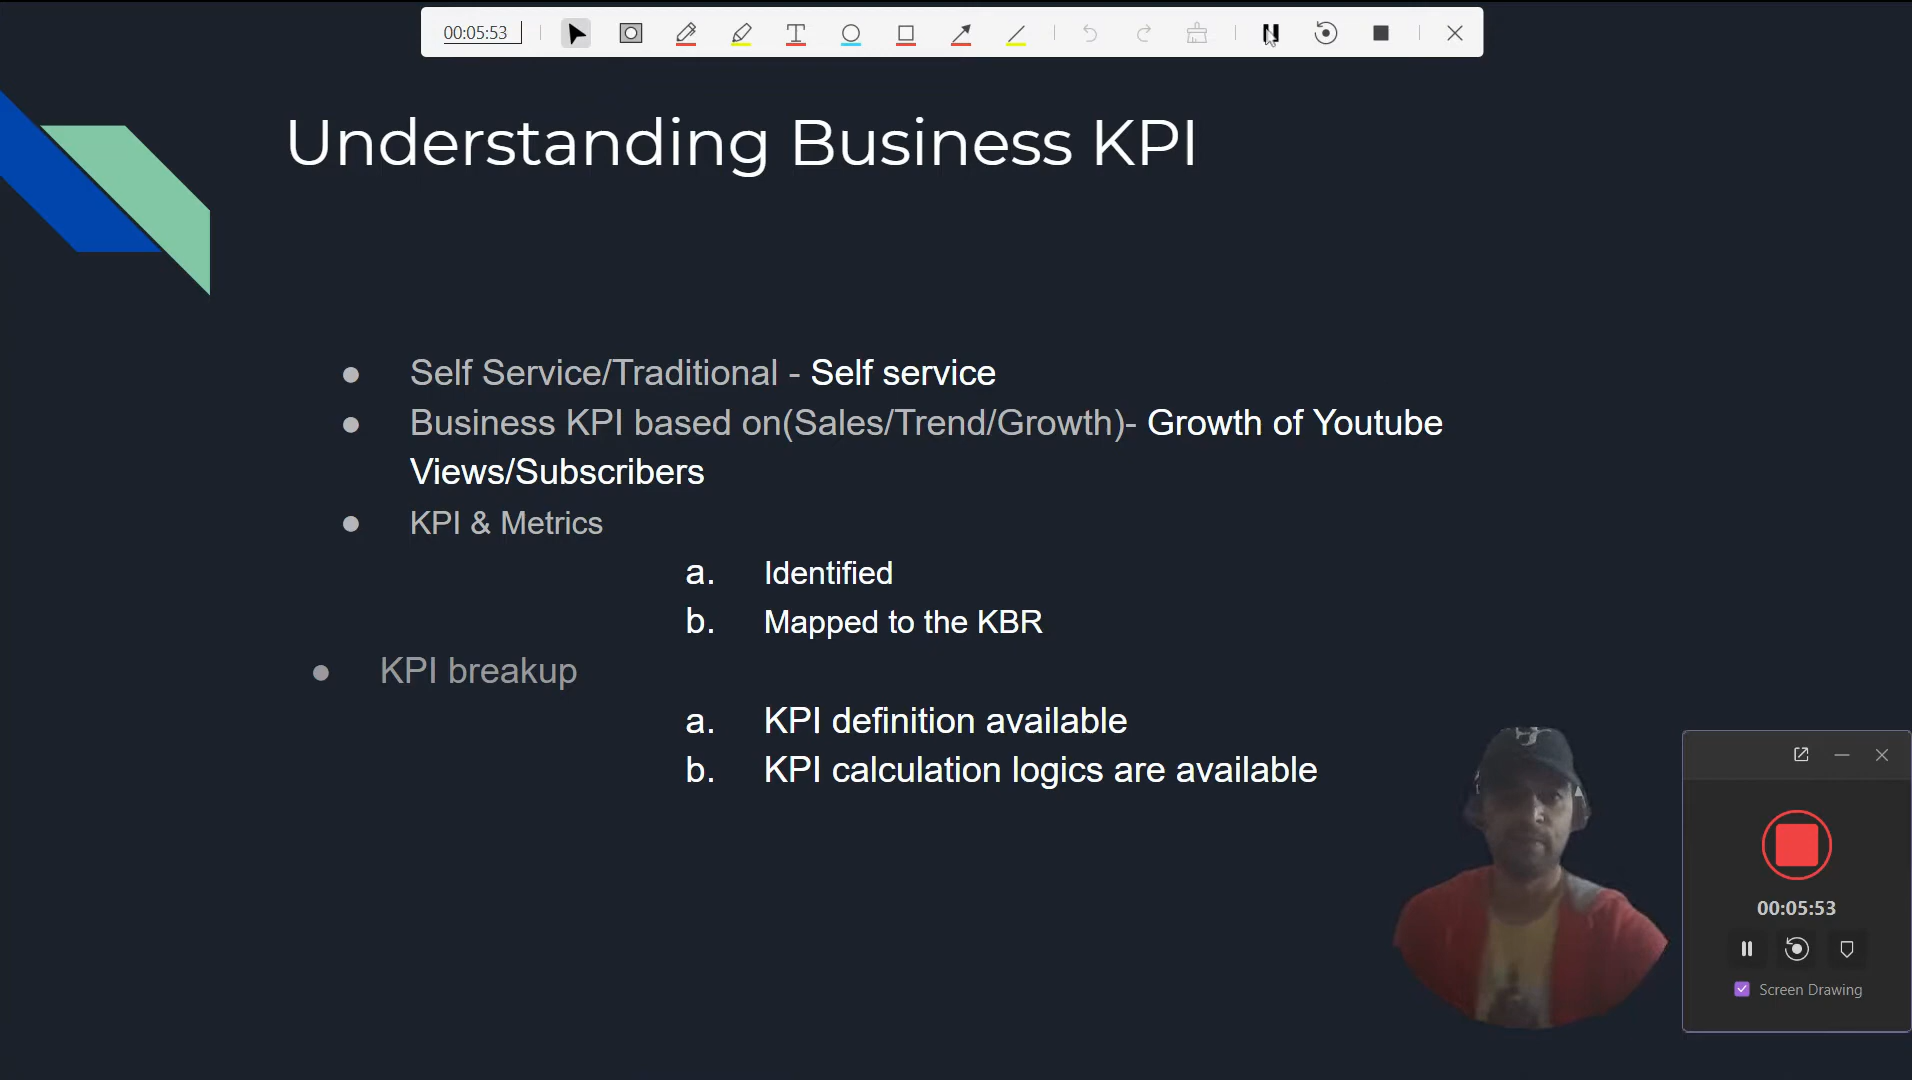 00:05:53
Understanding Business KPI
● Self Service/Traditional - Self service
● Business KPI based on(Sales/Trend/Growth)- Growth of Youtube
Views/Subscribers
● KPI & Metrics
a. Identified
b. Mapped to the KBR
● KPI breakup
a. KPI definition available
b. KPI calculation logics are available
00:05:53
Screen Drawing